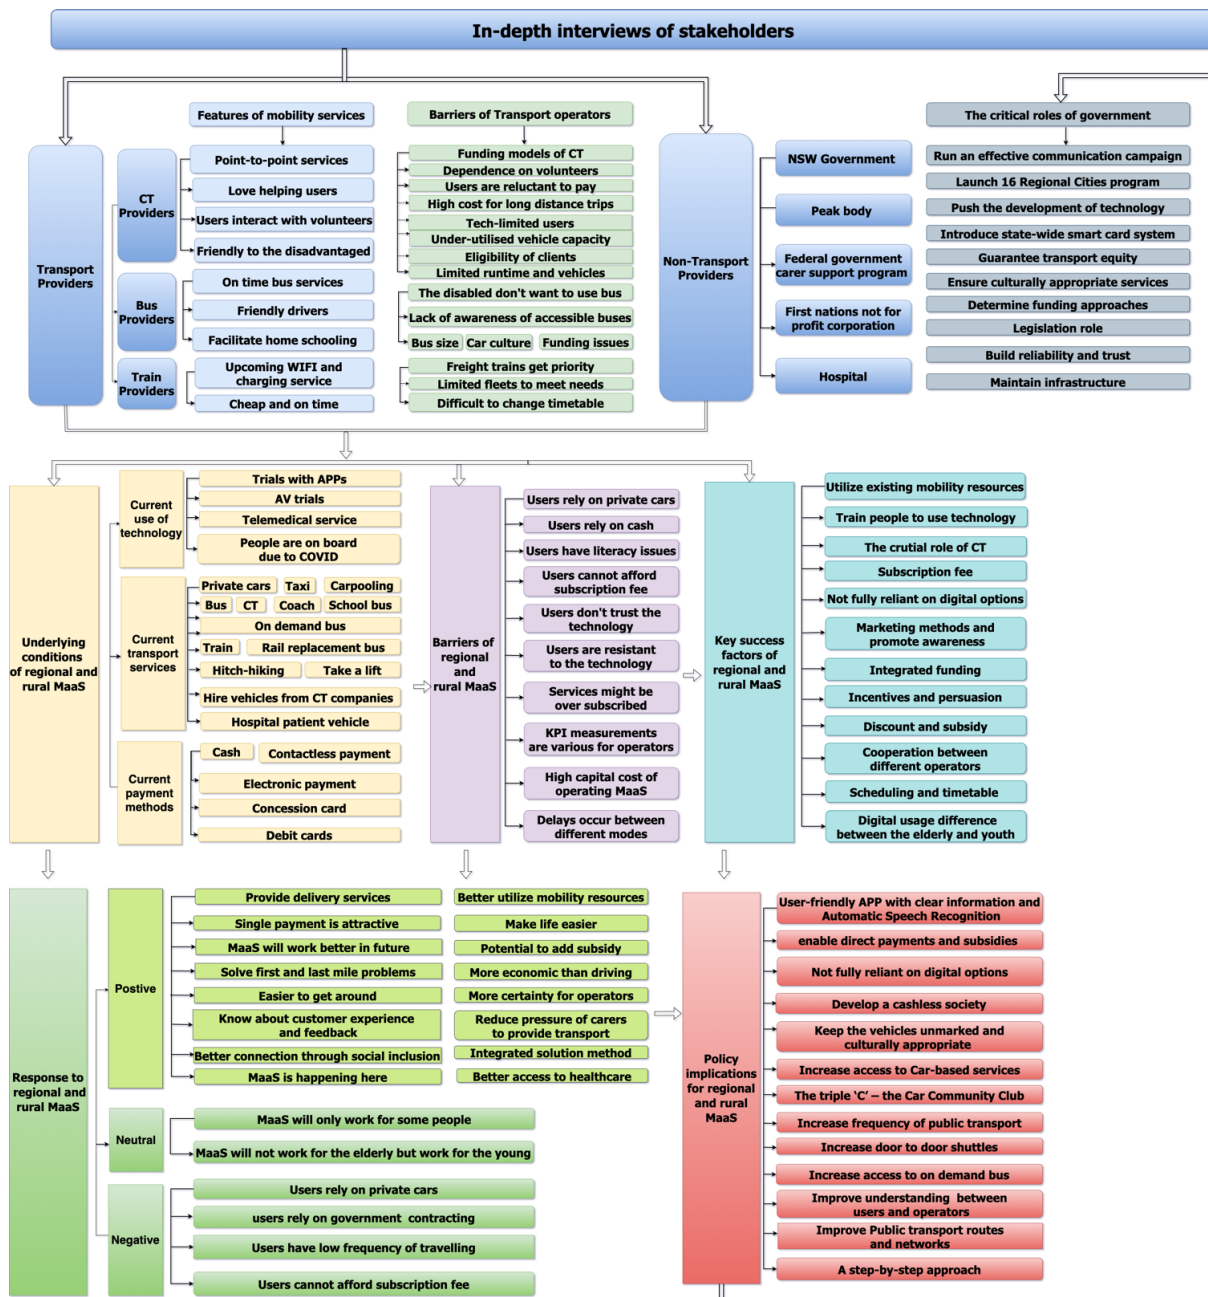 In-depth interviews of stakeholders
Transport
Providers
CT
Providers
Bus
Providers
Train
Providers
Features of mobility services
Point-to-point services
Love helping users
Users interact with volunteers
Friendly to the disadvantaged
On time bus services
Friendly drivers
Facilitate home schooling
Upcoming WIFI and
charging service
Cheap and on time
Barriers of Transport operators
Funding models of CT
Dependence on volunteers
Users are reluctant to pay
High cost for long distance trips
Tech-limited users
Under-utilised vehicle capacity
Eligibility of clients
Limited runtime and vehicles
The disabled don't want to use bus
Lack of awareness of accessible buses
Bus size
Car culture
Funding issues
Freight trains get priority
Limited fleets to meet needs
Difficult to change timetable
Non-Transport
Providers
NSW Government
Peak body
Federal government
carer support program
First nations not for
profit corporation
Hospital
The critical roles of government
Run an effective communication campaign
Launch 16 Regional Cities program
Push the development of technology
Introduce state-wide smart card system
Guarantee transport equity
Ensure culturally appropriate services
Determine funding approaches
Legislation role
Build reliability and trust
Maintain infrastructure
Underlying
conditions
of regional and
rural MaaS
Current
use of
technology
Trials with APPs
AV trials
Telemedical service
People are on board
due to COVID
Current
transport
services
Private cars
Taxi
Carpooling
Bus
CT
Coach
School bus
On demand bus
Train
Rail replacement bus
Hitch-hiking
Take a lift
Hire vehicles from CT companies
Hospital patient vehicle
Current
payment
methods
Cash
Contactless payment
Electronic payment
Concession card
Debit cards
Barriers of
regional
and
rural MaaS
Users rely on private cars
Users rely on cash
Users have literacy issues
Users cannot afford
subscription fee
Users don't trust the
technology
Users are resistant
to the technology
Services might be
over subscribed
KPI measurements
are various for operators
High capital cost of
operating MaaS
Delays occur between
different modes
Key success
factors of
regional and
rural MaaS
Utilize existing mobility resources
Train people to use technology
The crutial role of CT
Subscription fee
Not fully reliant on digital options
Marketing methods and
promote awareness
Integrated funding
Incentives and persuasion
Discount and subsidy
Cooperation between
different operators
Scheduling and timetable
Digital usage difference
between the elderly and youth
Response to
regional and
rural MaaS
Postive
Provide delivery services
Single payment is attractive
MaaS will work better in future
Solve first and last mile problems
Easier to get around
Know about customer experience
and feedback
Better connection through social inclusion
MaaS is happening here
Better utilize mobility resources
Make life easier
Potential to add subsidy
More economic than driving
More certainty for operators
Reduce pressure of carers
to provide transport
Integrated solution method
Better access to healthcare
Neutral
MaaS will only work for some people
MaaS will not work for the elderly but work for the young
Negative
Users rely on private cars
users rely on government contracting
Users have low frequency of travelling
Users cannot afford subscription fee
Policy
implications
for regional
and rural
MaaS
User-friendly APP with clear information and
Automatic Speech Recognition
enable direct payments and subsidies
Not fully reliant on digital options
Develop a cashless society
Keep the vehicles unmarked and
culturally appropriate
Increase access to Car-based services
The triple ‘C’ – the Car Community Club
Increase frequency of public transport
Increase door to door shuttles
Increase access to on demand bus
Improve understanding between
users and operators
Improve Public transport routes
and networks
A step-by-step approach